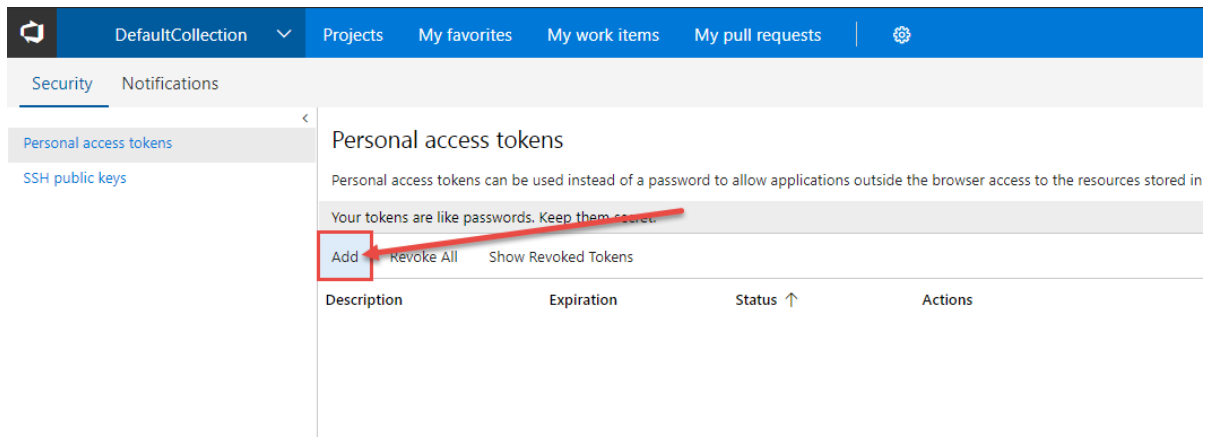 DefaultCollection Projects My favorites My work items My pull requests
Security Notifications
Personal access tokens
SSH public keys
Personal access tokens
Personal access tokens can be used instead of a password to allow applications outside the browser access to the resources stored in
Your tokens are like passwords. Keep them secret.
Add Revoke All Show Revoked Tokens
Description Expiration Status Actions